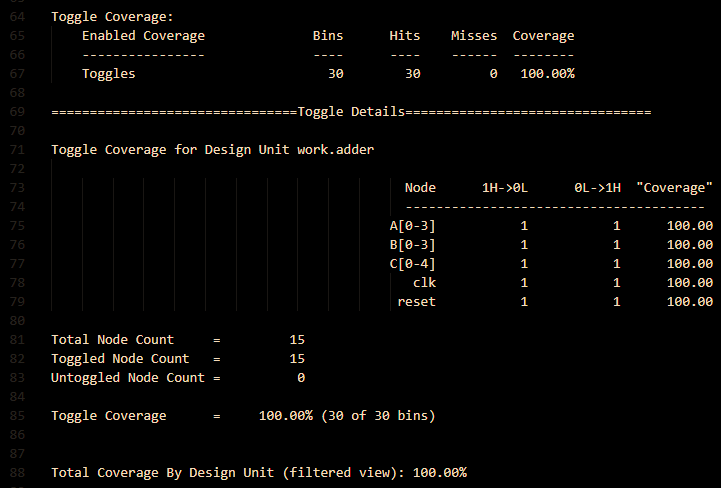 64 Toggle Coverage:
65     Enabled Coverage              Bins      Hits    Misses  Coverage
66     ----------------              ----      ----    ------  --------
67     Toggles                         30        30         0   100.00%
68
69 ================================Toggle Details================================
70
71 Toggle Coverage for Design Unit work.adder
72
73                                               Node      1H->0L      0L->1H  "Coverage"
74                                               ---------------------------------------
75                                             A[0-3]           1           1      100.00
76                                             B[0-3]           1           1      100.00
77                                             C[0-4]           1           1      100.00
78                                                clk           1           1      100.00
79                                              reset           1           1      100.00
80
81 Total Node Count     =         15
82 Toggled Node Count   =         15
83 Untoggled Node Count =          0
84
85 Toggle Coverage      =     100.00% (30 of 30 bins)
86
87
88 Total Coverage By Design Unit (filtered view): 100.00%